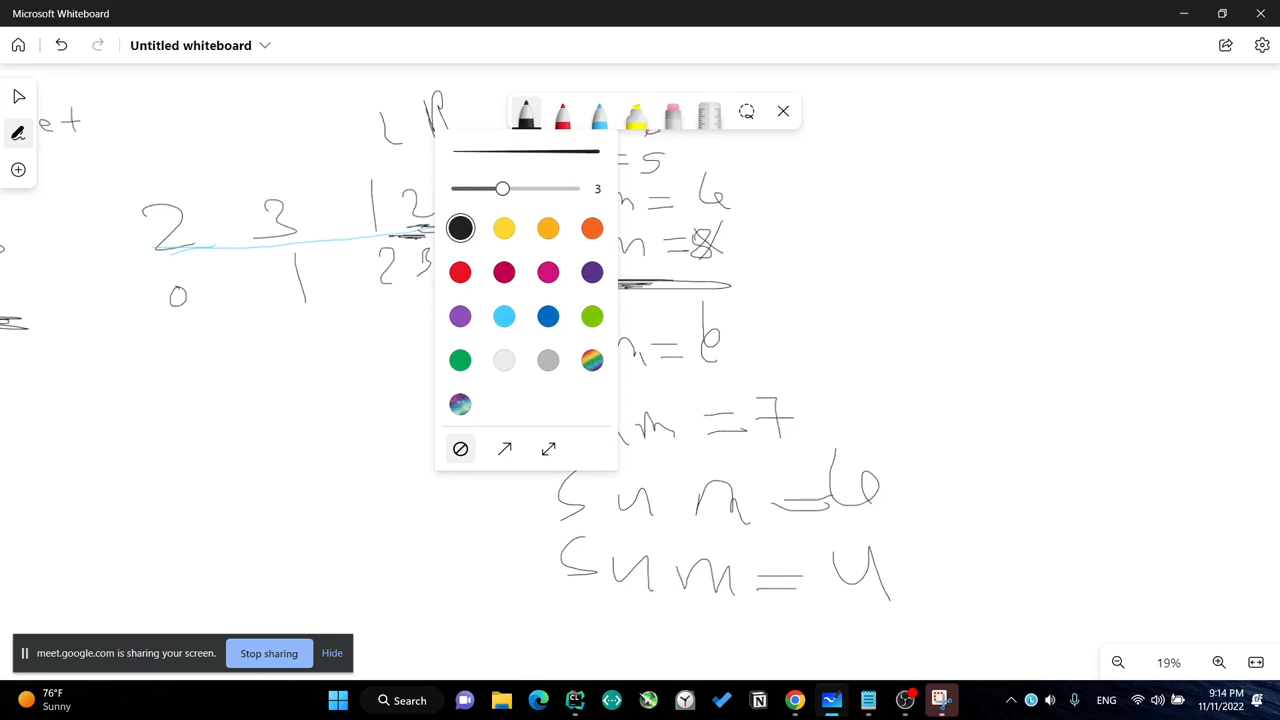 Microsoft Whiteboard
Untitled whiteboard
et
L R
= 5
m = 6
2 3 1 2
m = 8
0 1 2 3
m = 6
um = 7
sum = 6
sum = 4
3
meet.google.com is sharing your screen. Stop sharing Hide
19%
76°F
Sunny
Search
ENG
9:14 PM
11/11/2022